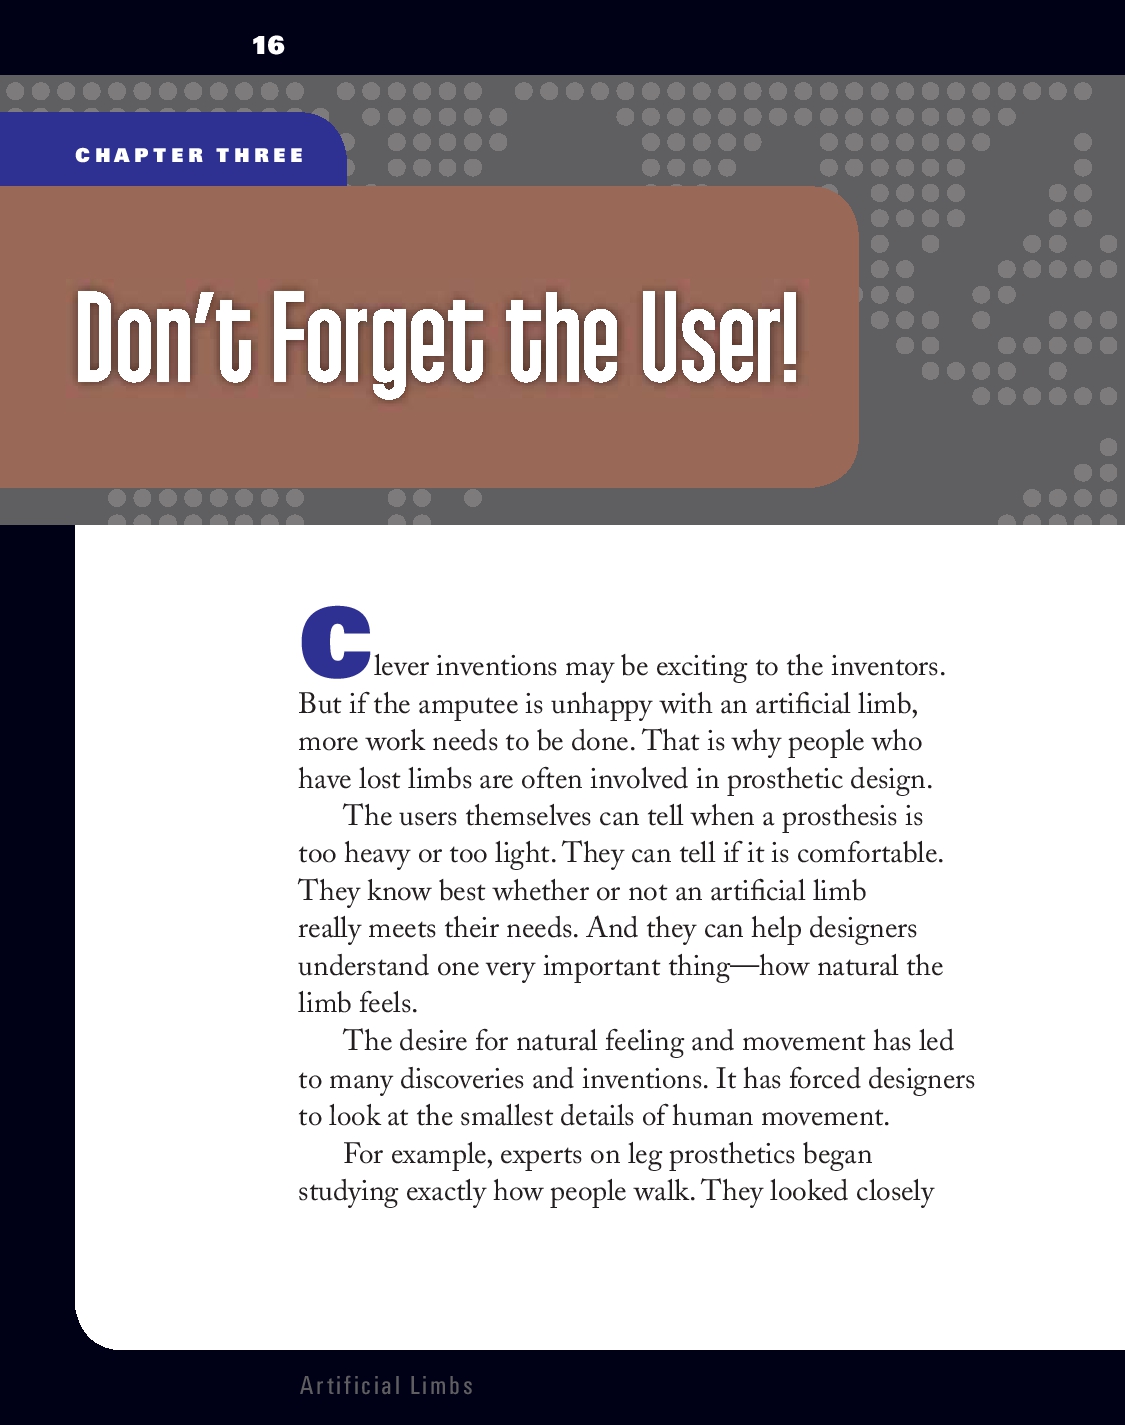 16
CHAPTER THREE
Don’t Forget the User!
Clever inventions may be exciting to the inventors.
But if the amputee is unhappy with an artificial limb,
more work needs to be done. That is why people who
have lost limbs are often involved in prosthetic design.
The users themselves can tell when a prosthesis is
too heavy or too light. They can tell if it is comfortable.
They know best whether or not an artificial limb
really meets their needs. And they can help designers
understand one very important thing—how natural the
limb feels.
The desire for natural feeling and movement has led
to many discoveries and inventions. It has forced designers
to look at the smallest details of human movement.
For example, experts on leg prosthetics began
studying exactly how people walk. They looked closely
Artificial Limbs